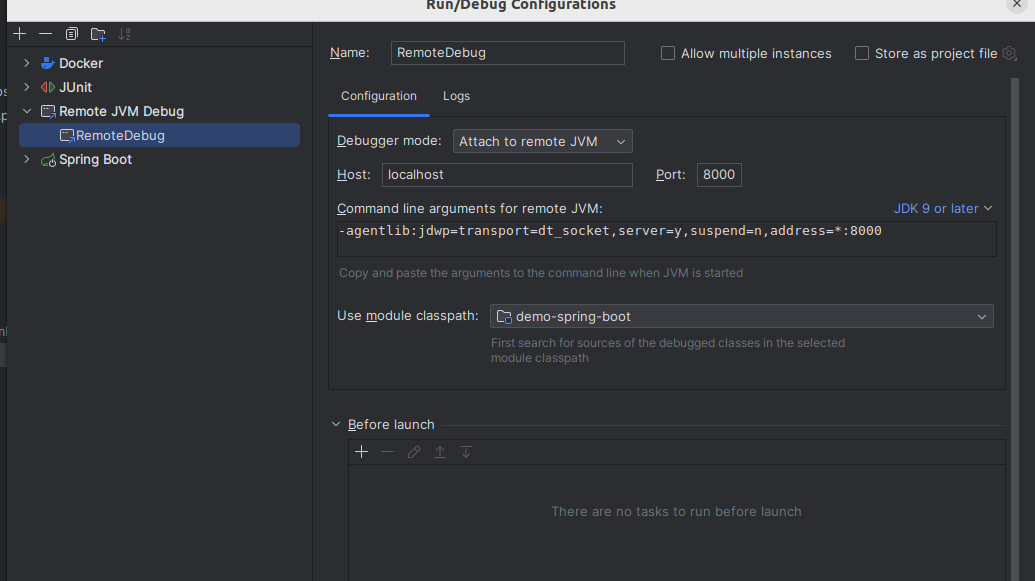 Run/Debug Configurations
Name: RemoteDebug
Allow multiple instances
Store as project file
Docker
JUnit
Remote JVM Debug
RemoteDebug
Spring Boot
Configuration
Logs
Debugger mode: Attach to remote JVM
Host: localhost
Port: 8000
Command line arguments for remote JVM:
JDK 9 or later
-agentlib:jdwp=transport=dt_socket,server=y,suspend=n,address=*:8000
Copy and paste the arguments to the command line when JVM is started
Use module classpath: demo-spring-boot
First search for sources of the debugged classes in the selected
module classpath
Before launch
There are no tasks to run before launch